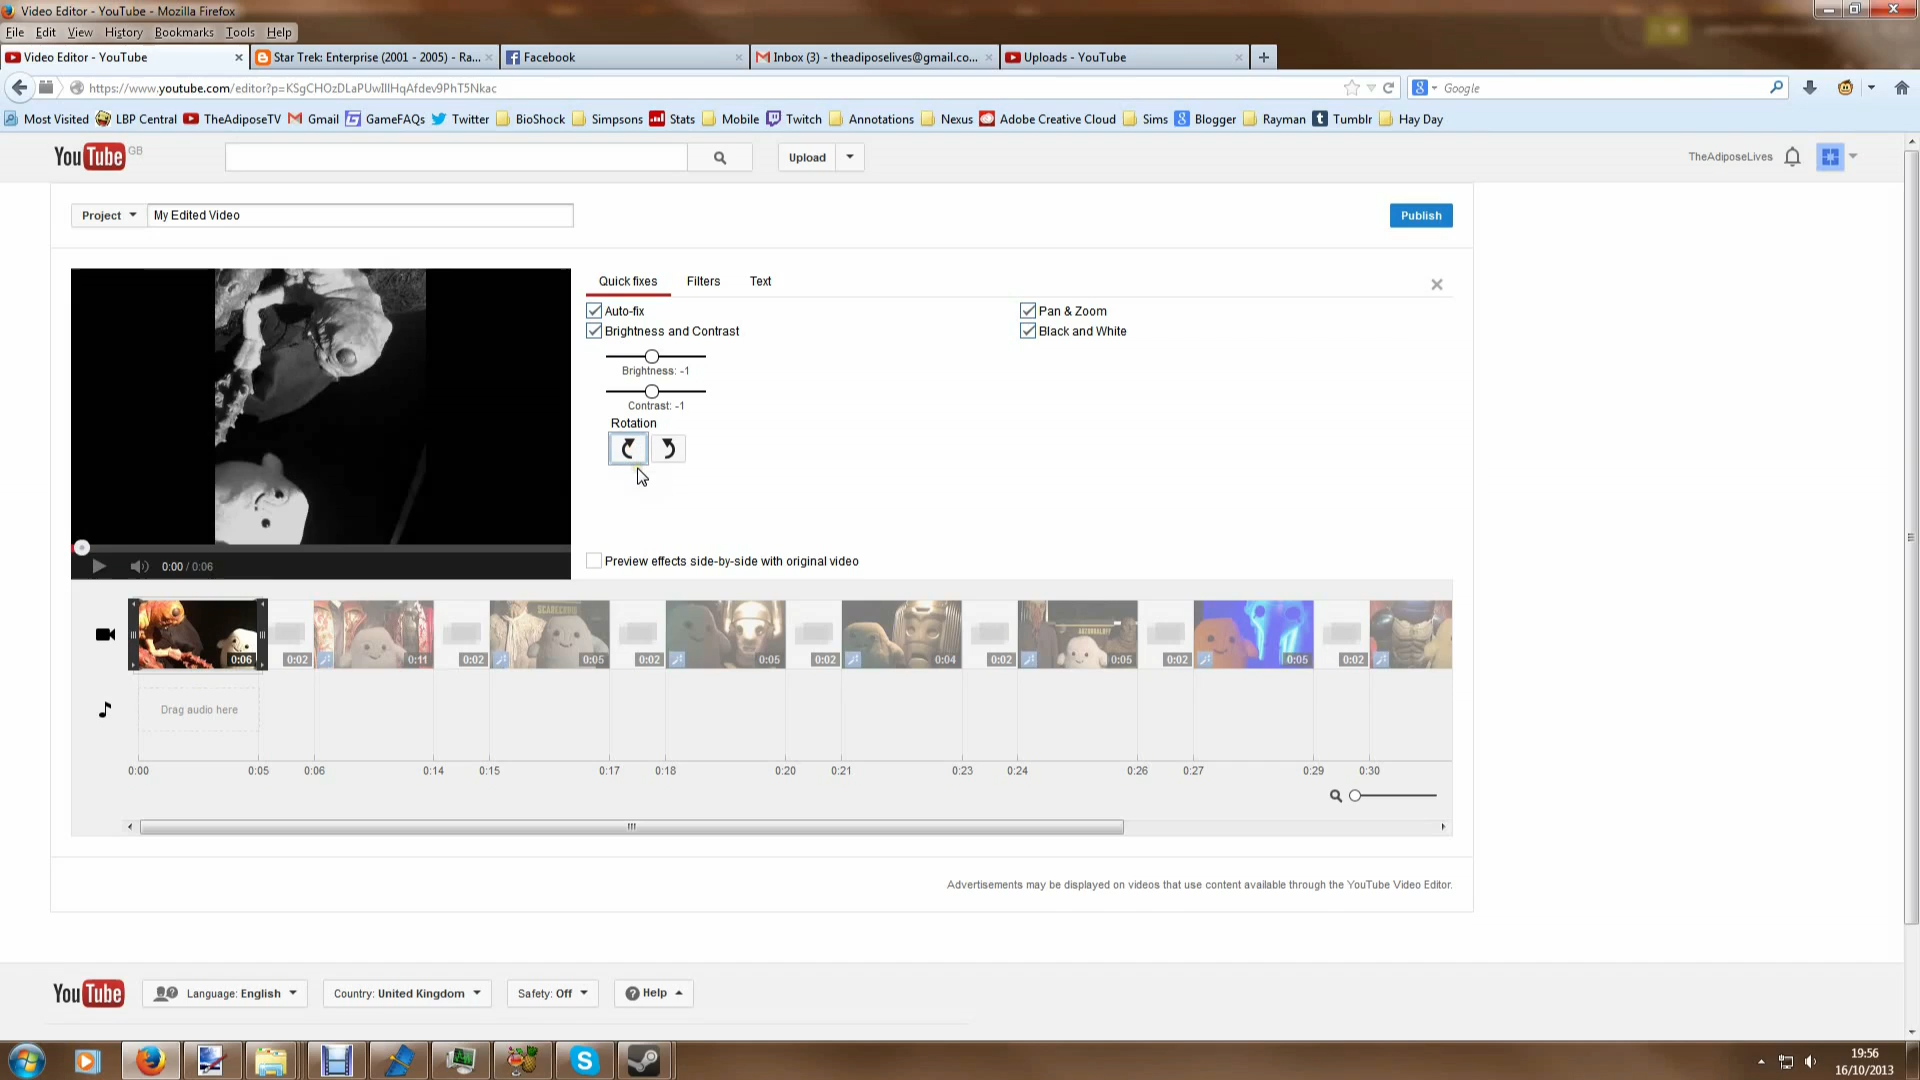 Video Editor - YouTube - Mozilla Firefox
File Edit View History Bookmarks Tools Help
Video Editor - YouTube
Star Trek: Enterprise (2001 - 2005) - Ra...
Facebook
Inbox (3) - theadiposelives@gmail.co...
Uploads - YouTube
https://www.youtube.com/editor?p=KSgCHOzDLaPUwIllHqAfdev9PhT5Nkac
Google
Most Visited LBP Central TheAdiposeTV Gmail GameFAQs Twitter BioShock Simpsons Stats Mobile Twitch Annotations Nexus Adobe Creative Cloud Sims Blogger Rayman Tumblr Hay Day
YouTube GB
Upload
TheAdiposeLives
Project
My Edited Video
Publish
Quick fixes Filters Text
Auto-fix
Pan & Zoom
Brightness and Contrast
Black and White
Brightness: -1
Contrast: -1
Rotation
0:00 / 0:06
Preview effects side-by-side with original video
0:06 0:02 0:11 0:02 0:05 0:02 0:05 0:02 0:04 0:02 0:05 0:02 0:05 0:02
Drag audio here
0:00 0:05 0:06 0:14 0:15 0:17 0:18 0:20 0:21 0:23 0:24 0:26 0:27 0:29 0:30
Advertisements may be displayed on videos that use content available through the YouTube Video Editor.
YouTube
Language: English
Country: United Kingdom
Safety: Off
Help
19:56
16/10/2013